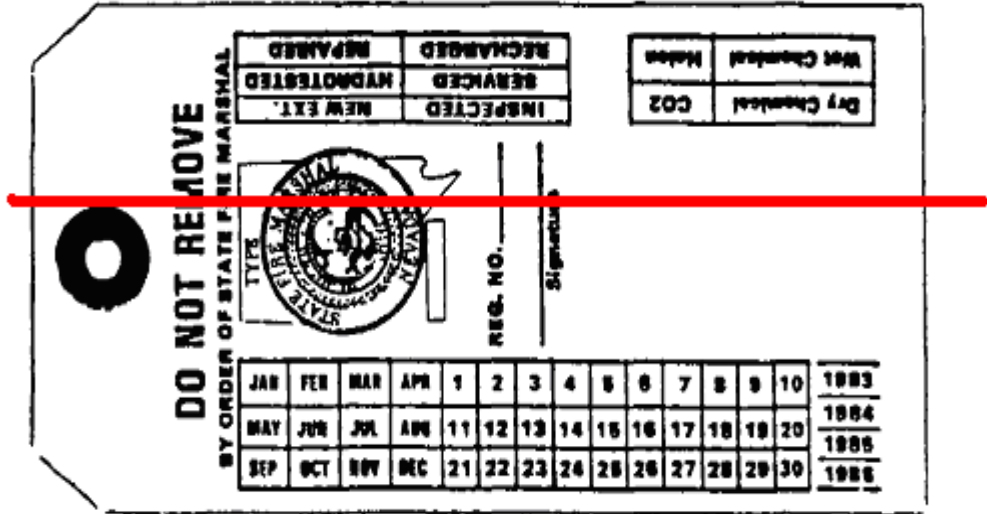 DO NOT REMOVE
BY ORDER OF STATE FIRE MARSHAL
REPAIRED RECHARGED
HYDROTESTED SERVICED
NEW EXT. INSPECTED
Halon Wet Chemical
CO2 Dry Chemical
TYPE
STATE FIRE MARSHAL
NEVADA
REG. NO.
Signature
JAN FEB MAR APR 1 2 3 4 5 6 7 8 9 10 1983
MAY JUN JUL AUG 11 12 13 14 15 16 17 18 19 20 1984
1985
SEP OCT NOV DEC 21 22 23 24 25 26 27 28 29 30 1986